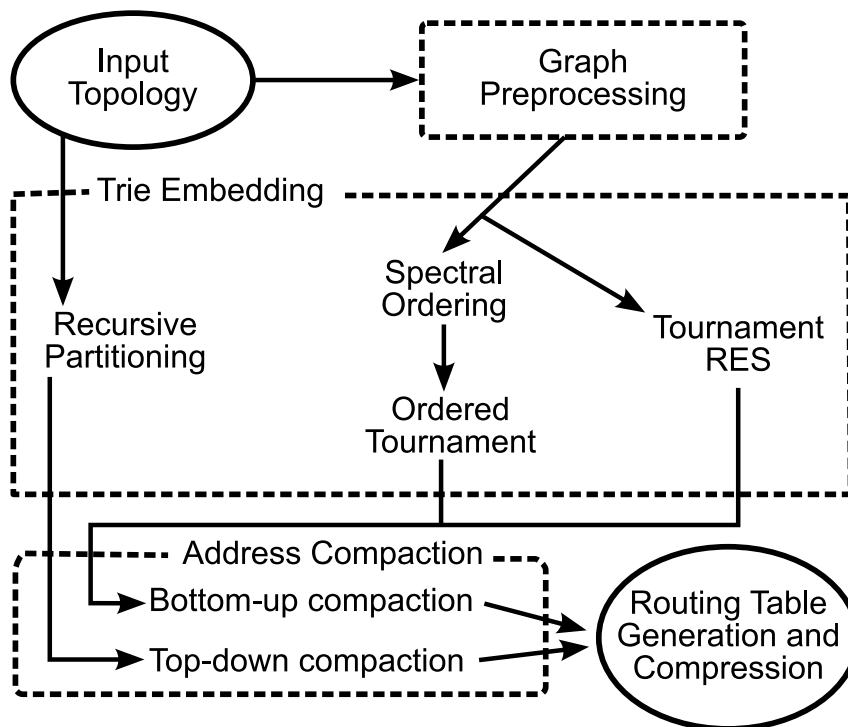 Input
Topology
Graph
Preprocessing
Trie Embedding
Spectral
Ordering
Recursive
Partitioning
Tournament
RES
Ordered
Tournament
Address Compaction
Bottom-up compaction
Top-down compaction
Routing Table
Generation and
Compression